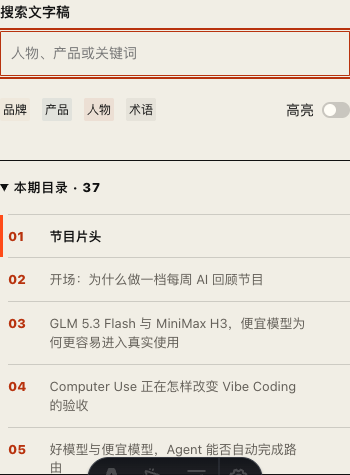 搜索文字稿
人物、产品或关键词
品牌 产品 人物 术语 高亮
▼ 本期目录 · 37
01 节目片头
02 开场：为什么做一档每周 AI 回顾节目
03 GLM 5.3 Flash 与 MiniMax H3，便宜模型为
何更容易进入真实使用
04 Computer Use 正在怎样改变 Vibe Coding
的验收
05 好模型与便宜模型，Agent 能否自动完成路
由